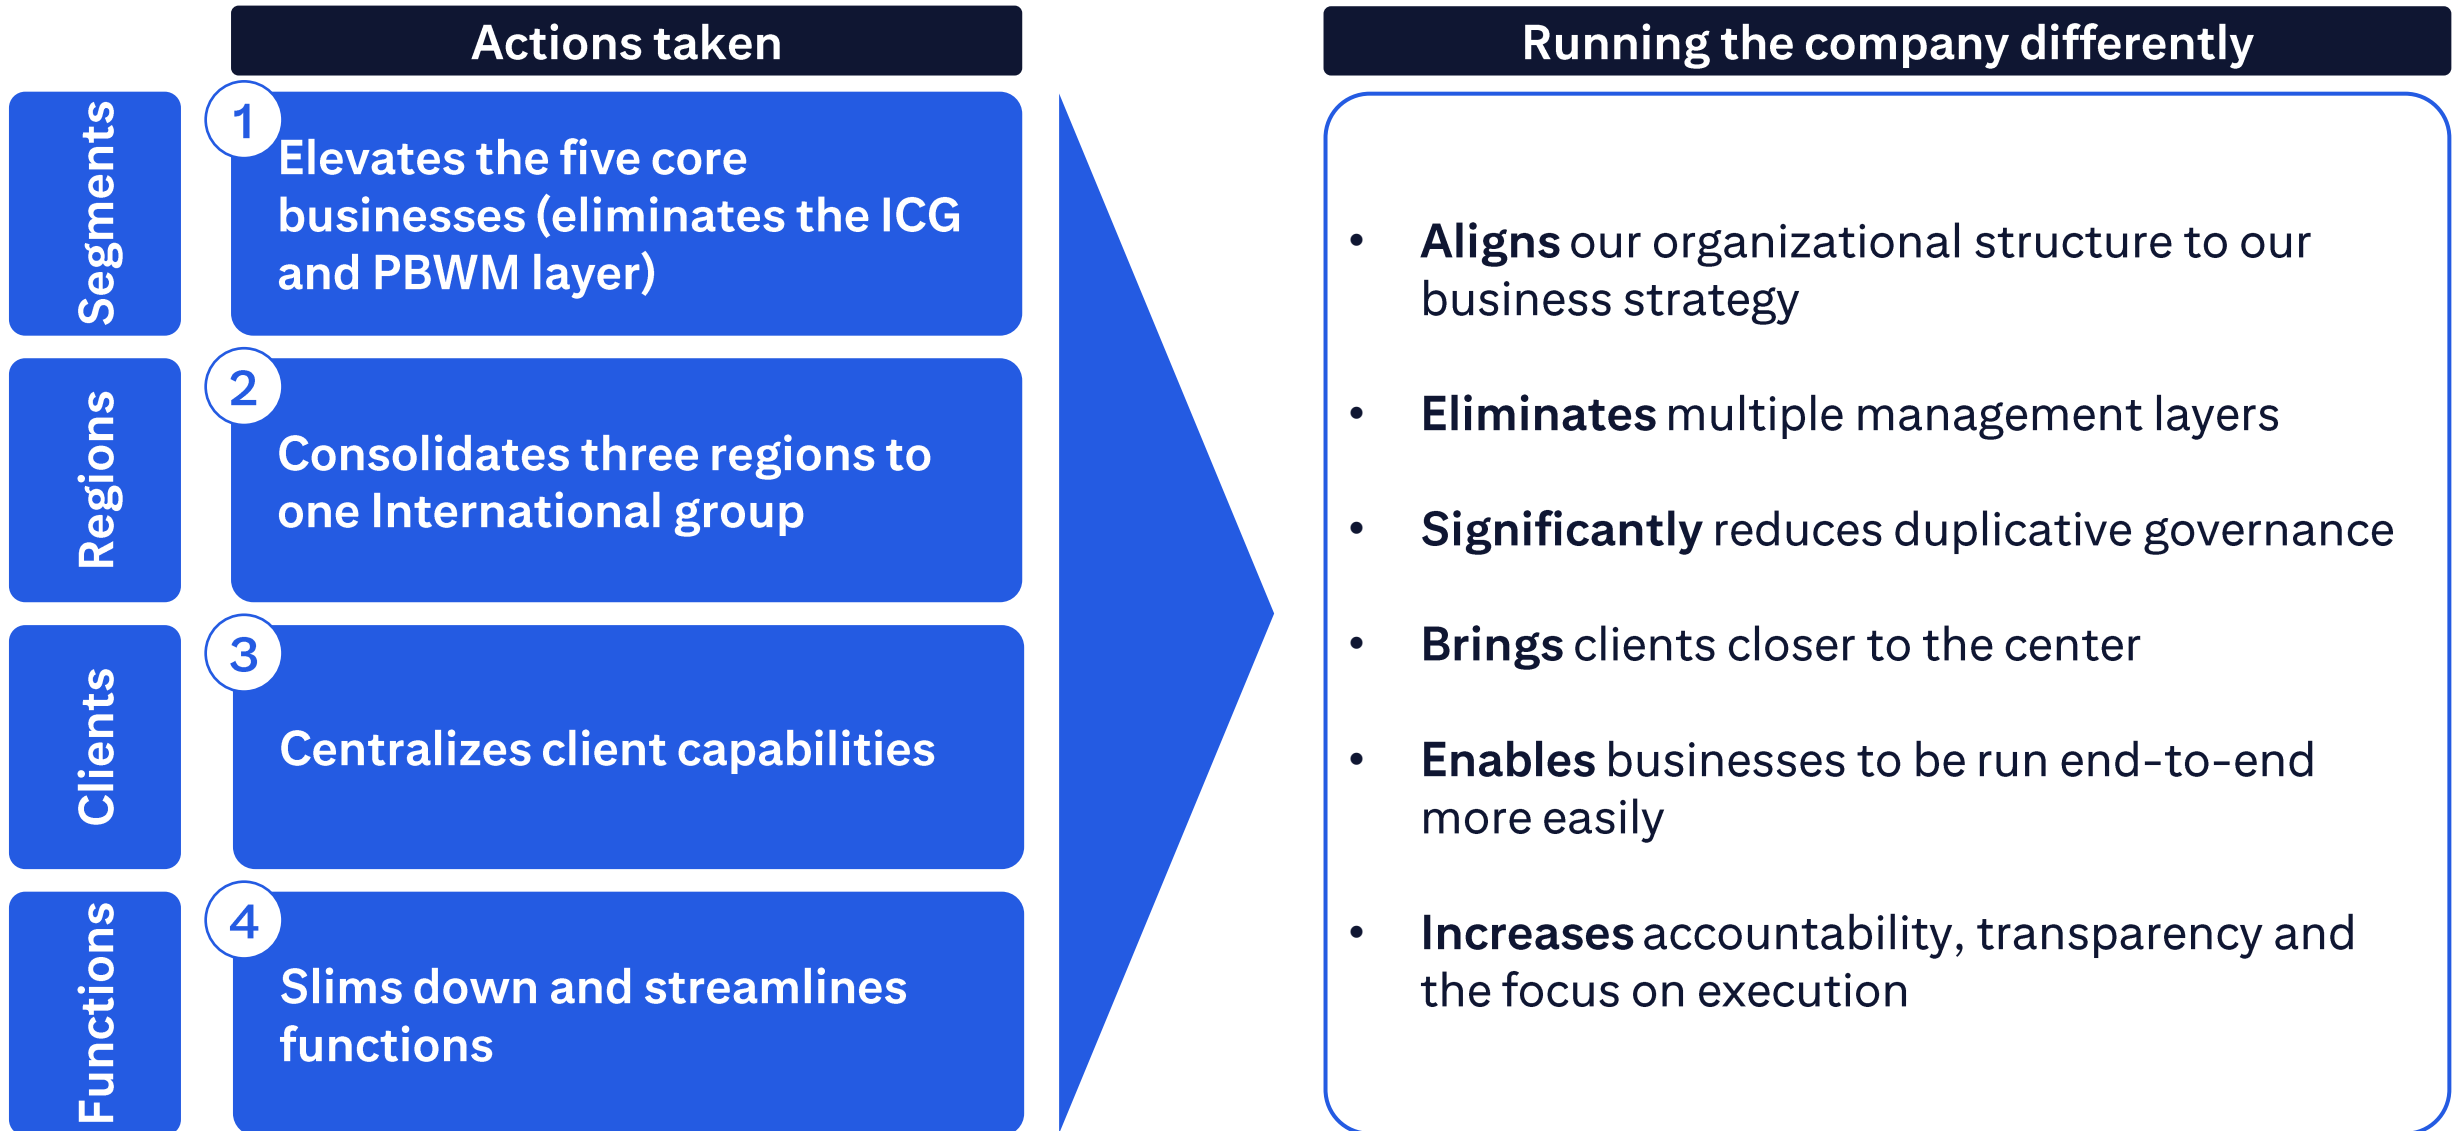 Actions taken
Running the company differently
Segments
1
Elevates the five core
businesses (eliminates the ICG
and PBWM layer)
Regions
2
Consolidates three regions to
one International group
Clients
3
Centralizes client capabilities
Functions
4
Slims down and streamlines
functions
• Aligns our organizational structure to our
business strategy
• Eliminates multiple management layers
• Significantly reduces duplicative governance
• Brings clients closer to the center
• Enables businesses to be run end-to-end
more easily
• Increases accountability, transparency and
the focus on execution